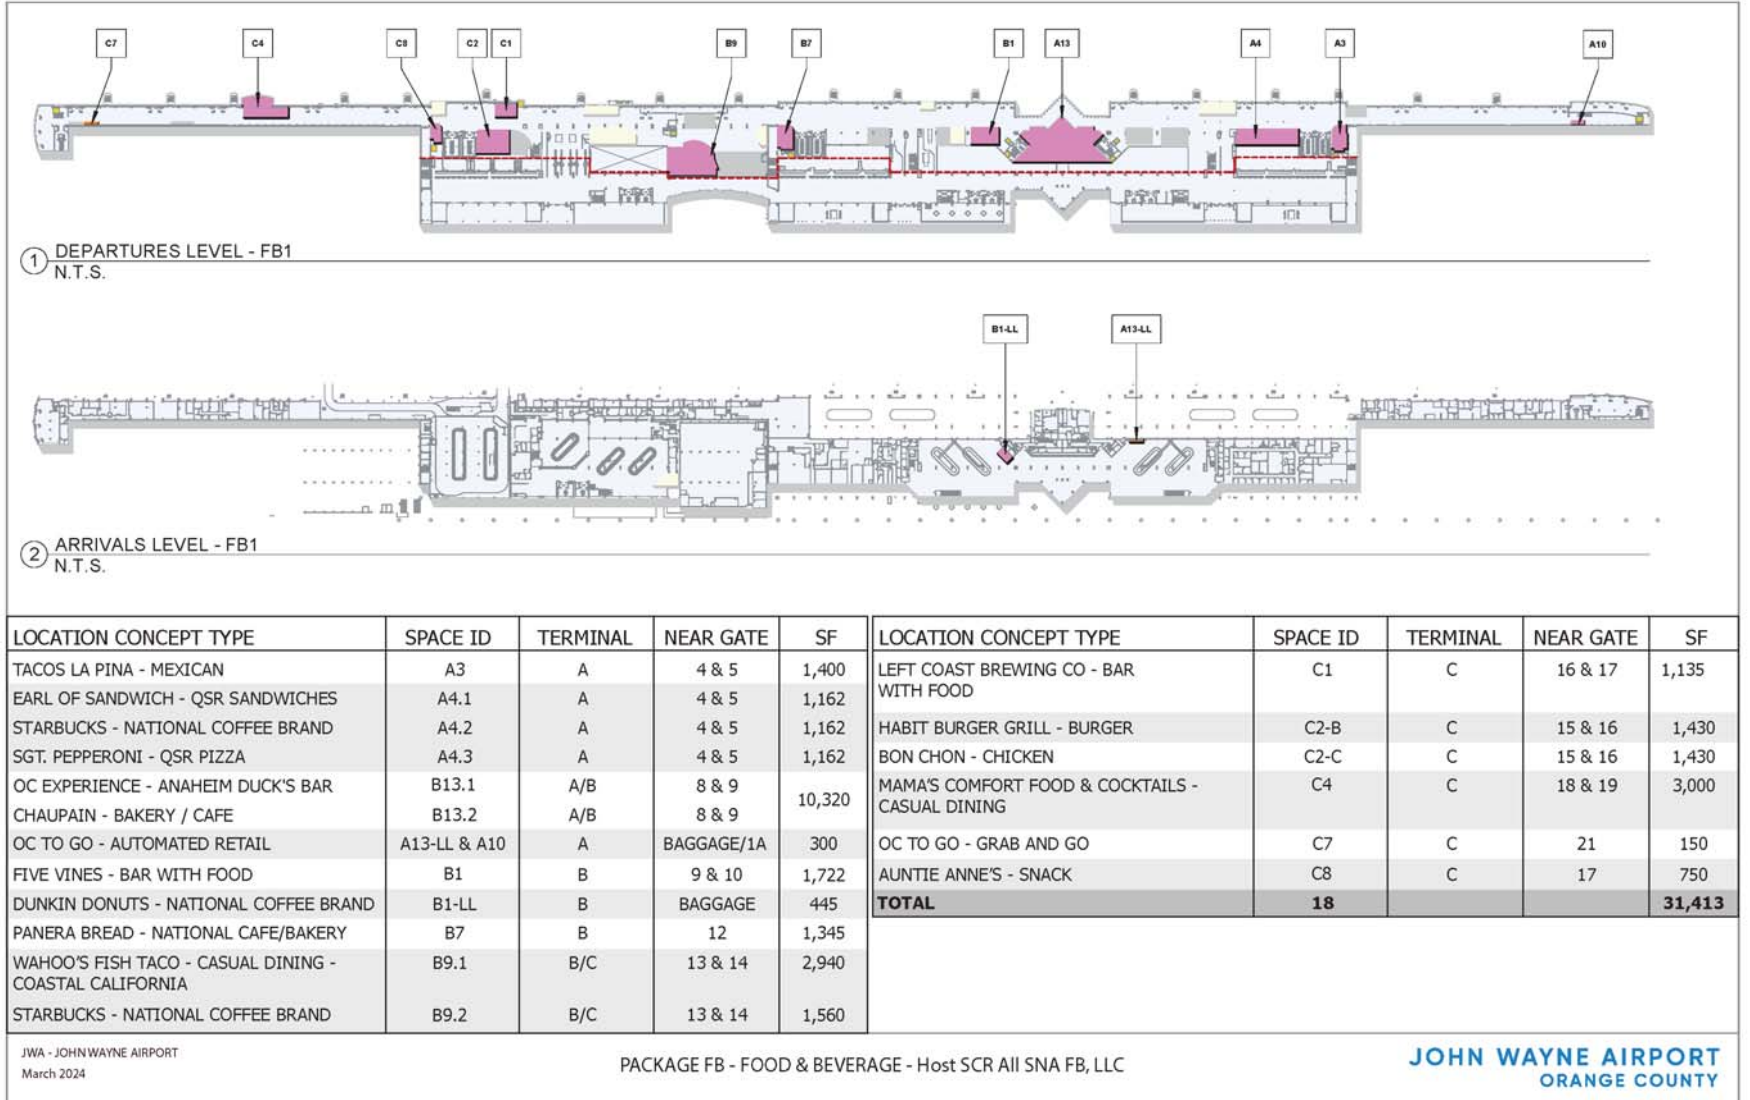 C7 C4 C8 C2 C1 B9 B7 B1 A13 A4 A3 A10
1 DEPARTURES LEVEL - FB1
N.T.S.
B1-LL A13-LL
2 ARRIVALS LEVEL - FB1
N.T.S.
LOCATION CONCEPT TYPE SPACE ID TERMINAL NEAR GATE SF
TACOS LA PINA - MEXICAN A3 A 4 & 5 1,400
EARL OF SANDWICH - QSR SANDWICHES A4.1 A 4 & 5 1,162
STARBUCKS - NATIONAL COFFEE BRAND A4.2 A 4 & 5 1,162
SGT. PEPPERONI - QSR PIZZA A4.3 A 4 & 5 1,162
OC EXPERIENCE - ANAHEIM DUCK'S BAR B13.1 A/B 8 & 9
10,320
CHAUPAIN - BAKERY / CAFE B13.2 A/B 8 & 9
OC TO GO - AUTOMATED RETAIL A13-LL & A10 A BAGGAGE/1A 300
FIVE VINES - BAR WITH FOOD B1 B 9 & 10 1,722
DUNKIN DONUTS - NATIONAL COFFEE BRAND B1-LL B BAGGAGE 445
PANERA BREAD - NATIONAL CAFE/BAKERY B7 B 12 1,345
WAHOO'S FISH TACO - CASUAL DINING - B9.1 B/C 13 & 14 2,940
COASTAL CALIFORNIA
STARBUCKS - NATIONAL COFFEE BRAND B9.2 B/C 13 & 14 1,560
LOCATION CONCEPT TYPE SPACE ID TERMINAL NEAR GATE SF
LEFT COAST BREWING CO - BAR C1 C 16 & 17 1,135
WITH FOOD
HABIT BURGER GRILL - BURGER C2-B C 15 & 16 1,430
BON CHON - CHICKEN C2-C C 15 & 16 1,430
MAMA'S COMFORT FOOD & COCKTAILS - C4 C 18 & 19 3,000
CASUAL DINING
OC TO GO - GRAB AND GO C7 C 21 150
AUNTIE ANNE'S - SNACK C8 C 17 750
TOTAL 18 31,413
JWA - JOHN WAYNE AIRPORT
March 2024
PACKAGE FB - FOOD & BEVERAGE - Host SCR All SNA FB, LLC
JOHN WAYNE AIRPORT
ORANGE COUNTY